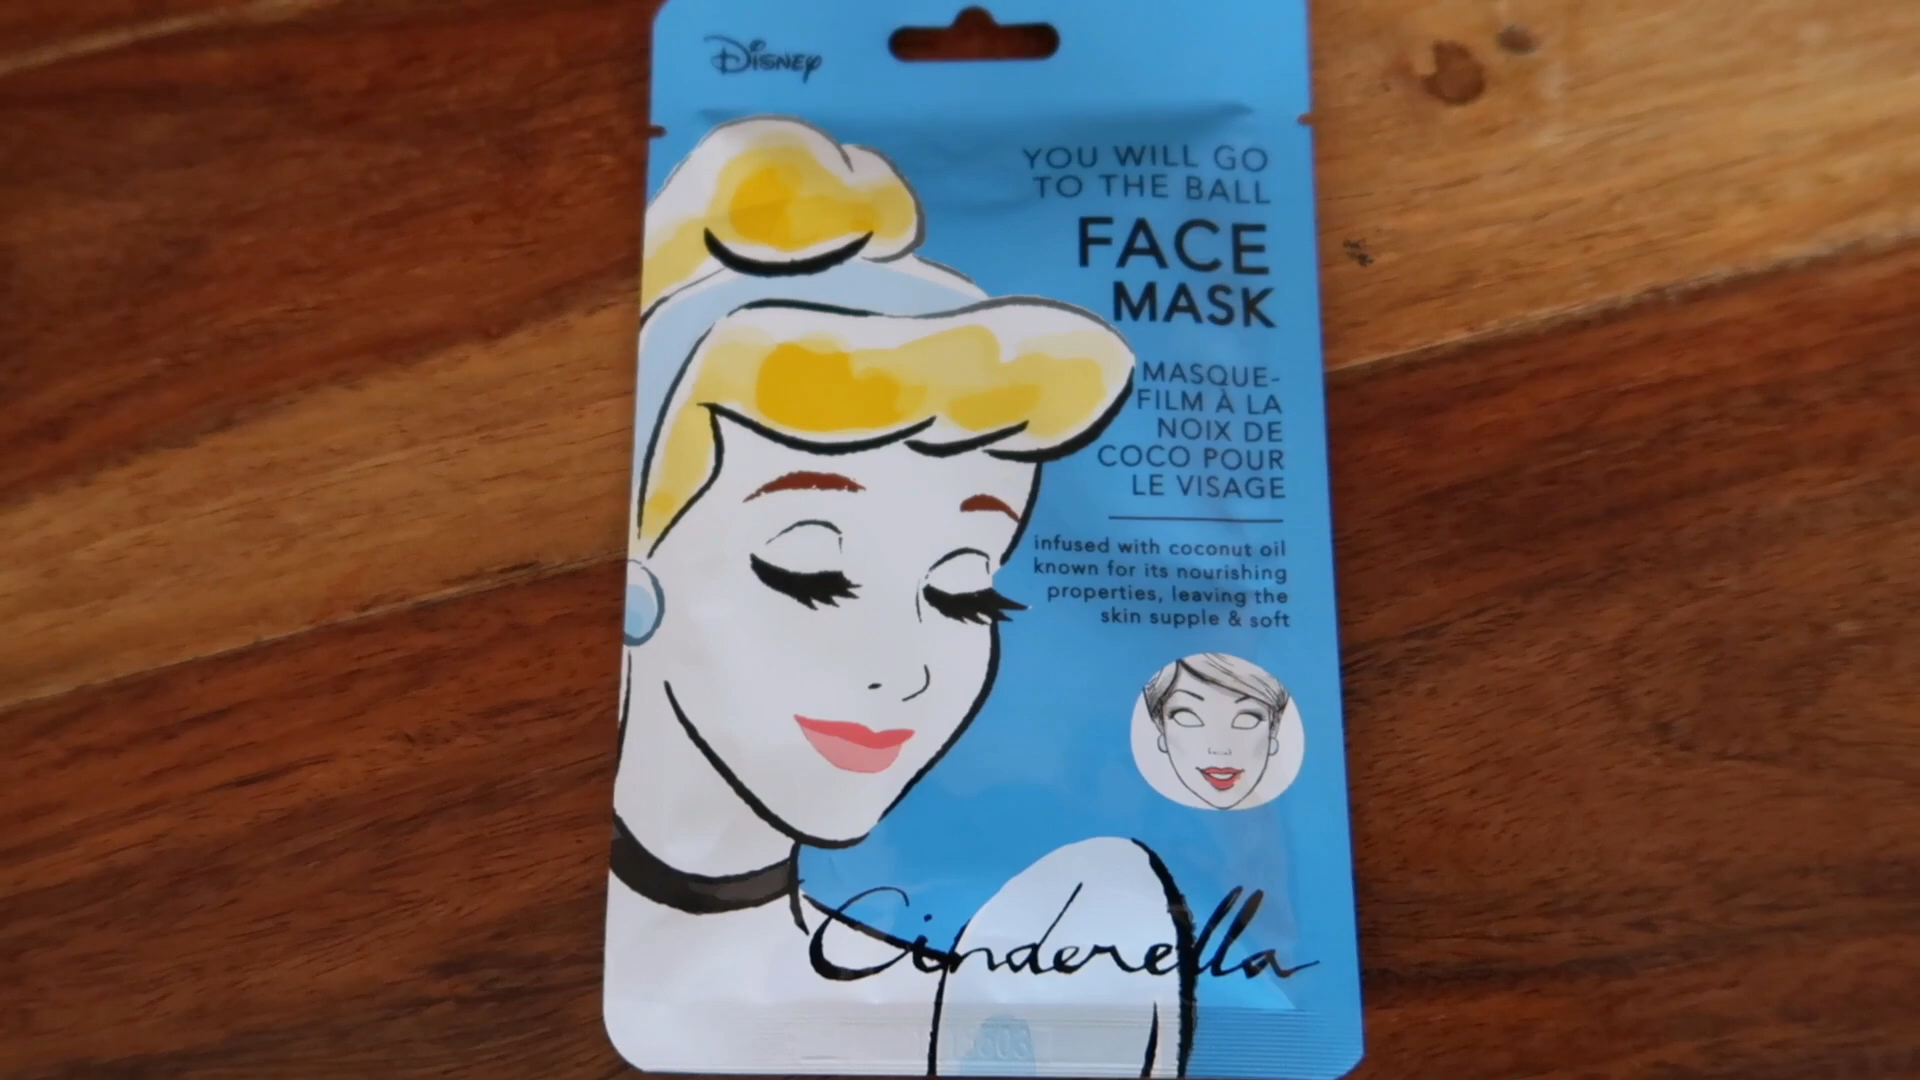 Disney
YOU WILL GO
TO THE BALL
FACE
MASK
MASQUE-
FILM À LA
NOIX DE
COCO POUR
LE VISAGE
infused with coconut oil
known for its nourishing
properties, leaving the
skin supple & soft
Cinderella